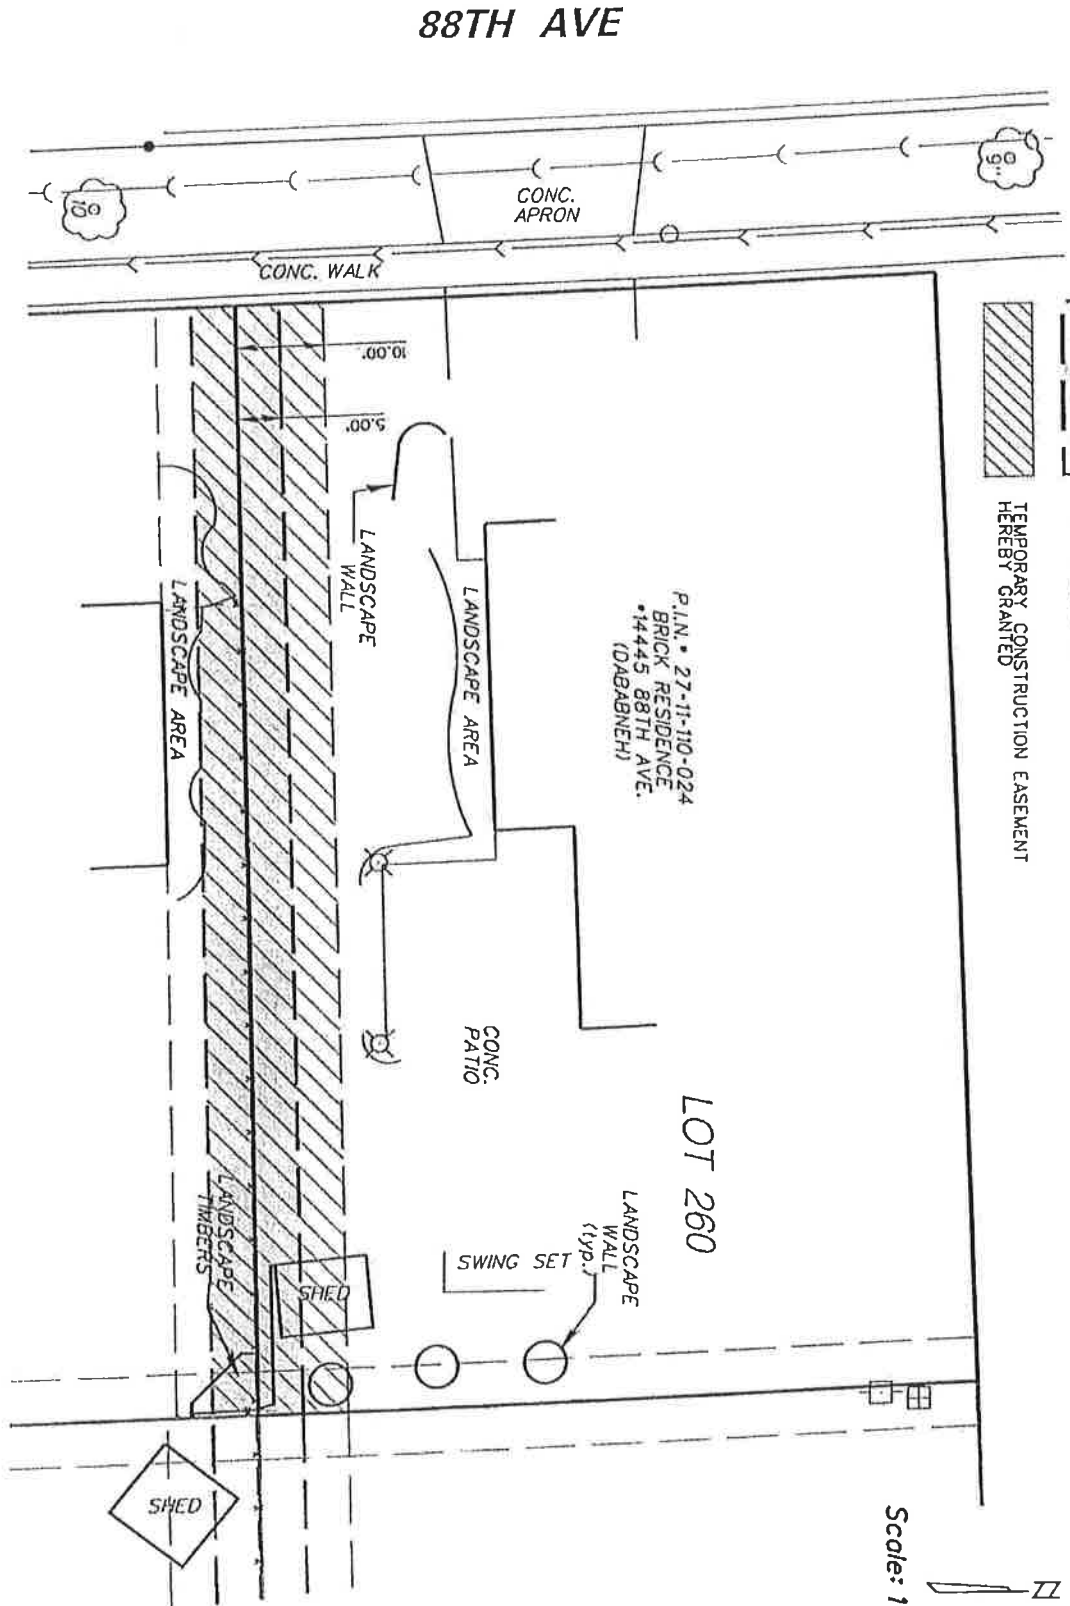 88TH AVE
10
9"
CONC.
APRON
CONC. WALK
10.00'
5.00'
LANDSCAPE
WALL
LANDSCAPE AREA
LANDSCAPE AREA
TEMPORARY CONSTRUCTION EASEMENT
HEREBY GRANTED
P.I.N. • 27-11-110-024
BRICK RESIDENCE
•14445 88TH AVE.
(DABABNEH)
CONC.
PATIO
LOT 260
LANDSCAPE
WALL
(typ.)
SWING SET
LANDSCAPE
TIMBERS
SHED
SHED
Scale: 1